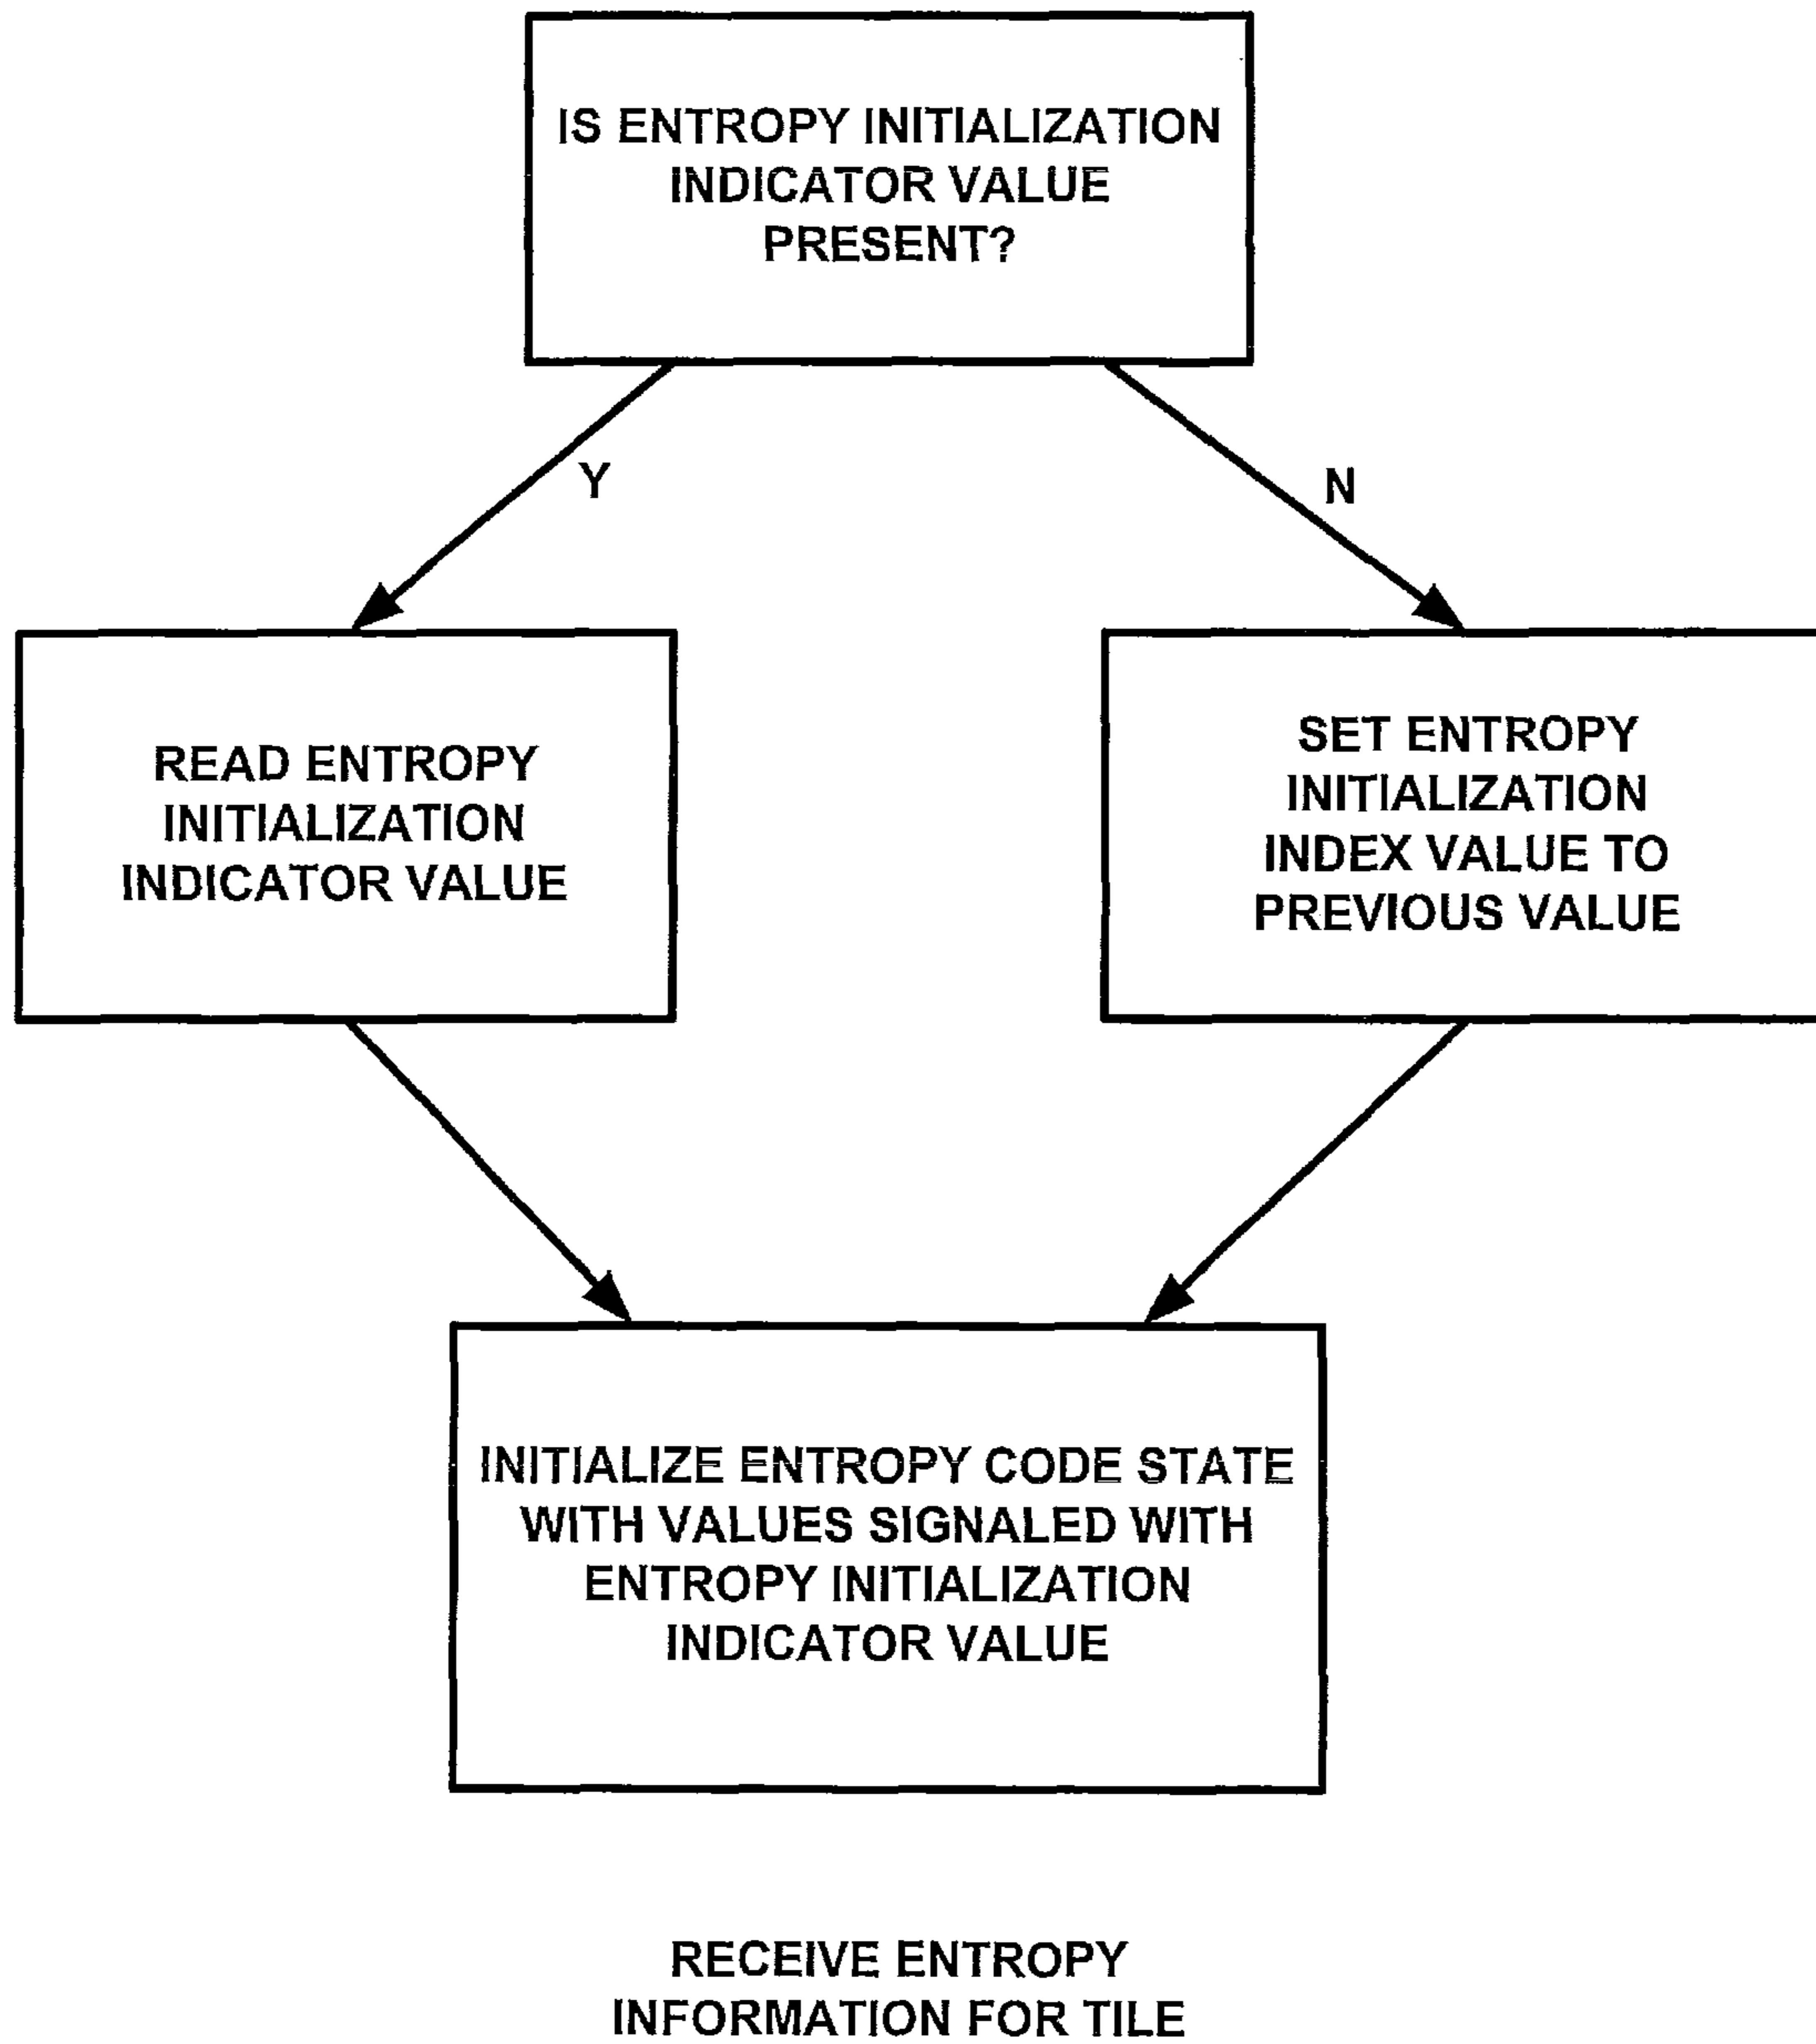 IS ENTROPY INITIALIZATION
INDICATOR VALUE
PRESENT?
Y
N
READ ENTROPY
INITIALIZATION
INDICATOR VALUE
SET ENTROPY
INITIALIZATION
INDEX VALUE TO
PREVIOUS VALUE
INITIALIZE ENTROPY CODE STATE
WITH VALUES SIGNALED WITH
ENTROPY INITIALIZATION
INDICATOR VALUE
RECEIVE ENTROPY
INFORMATION FOR TILE